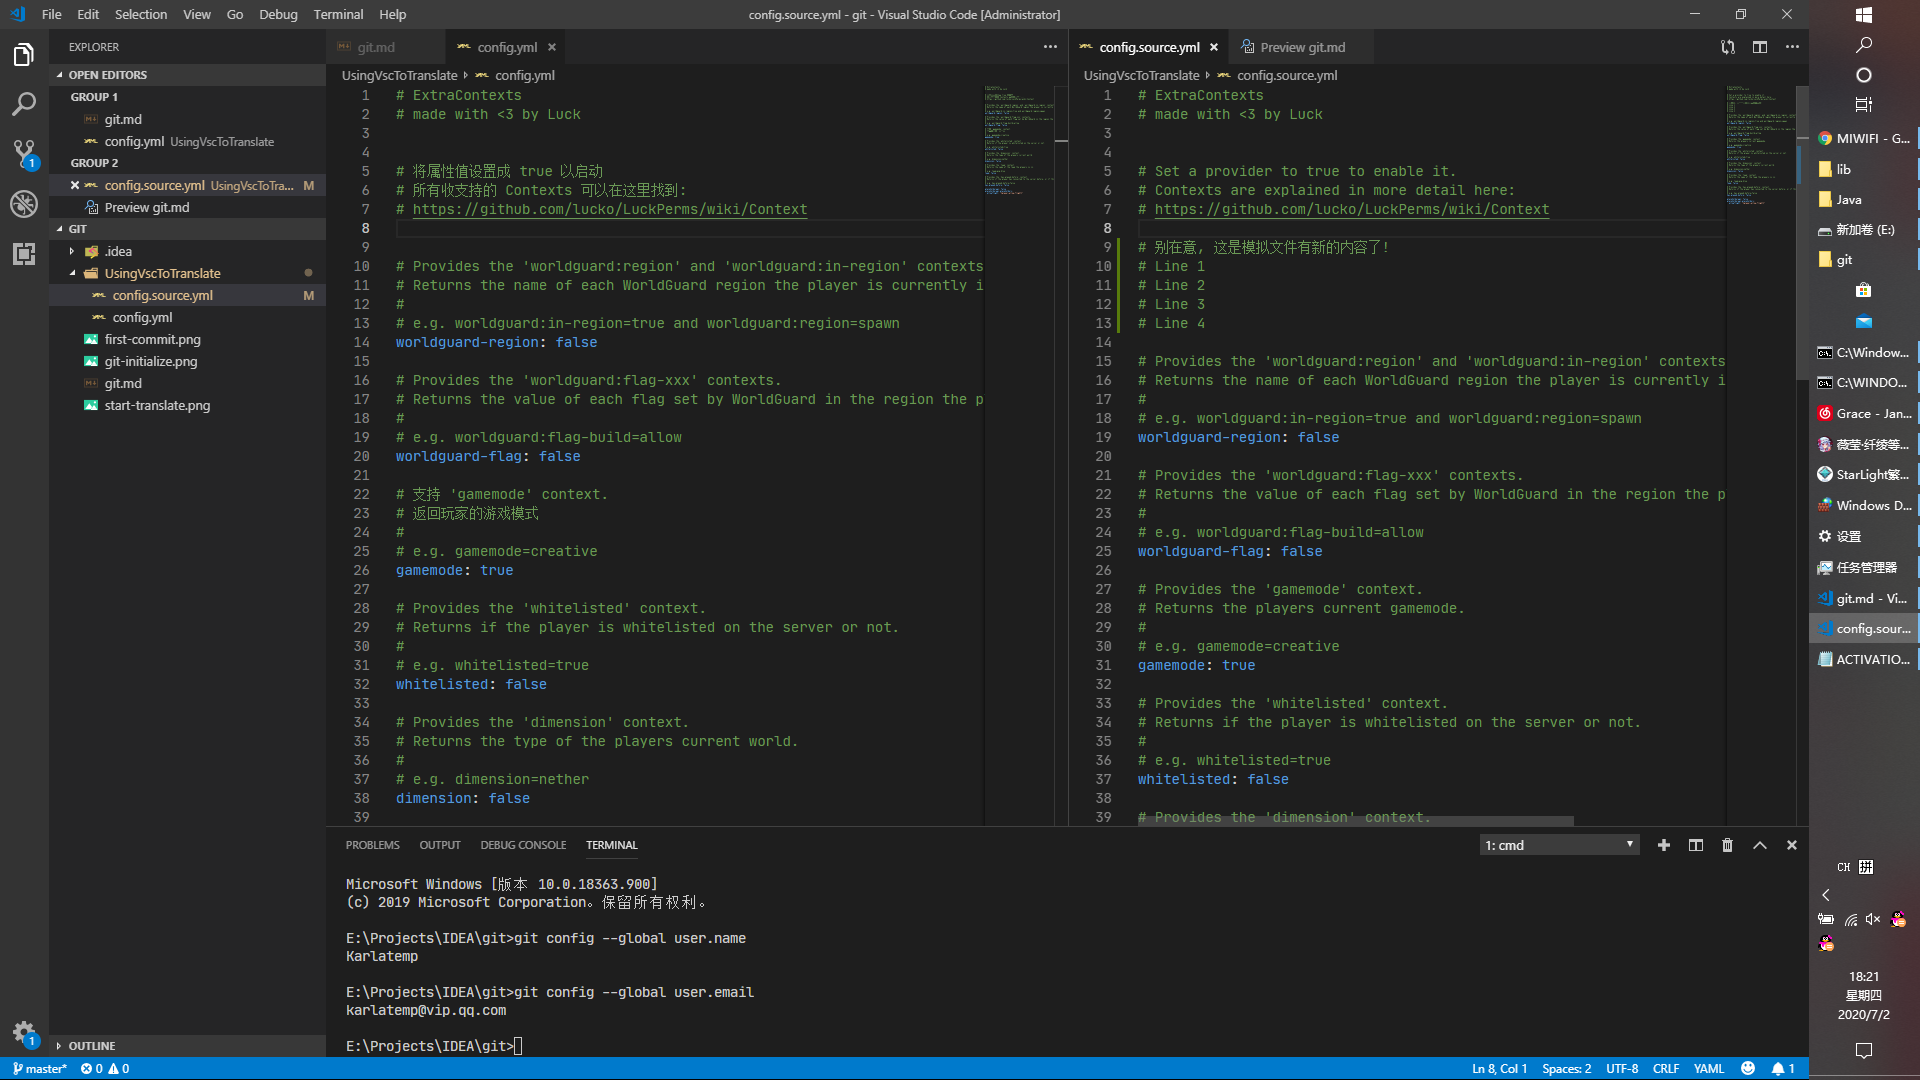 File Edit Selection View Go Debug Terminal Help
config.source.yml - git - Visual Studio Code [Administrator]
EXPLORER
OPEN EDITORS
GROUP 1
git.md
config.yml UsingVscToTranslate
GROUP 2
config.source.yml UsingVscToTra... M
Preview git.md
GIT
.idea
UsingVscToTranslate
config.source.yml M
config.yml
first-commit.png
git-initialize.png
git.md
start-translate.png
OUTLINE
git.md
config.yml
UsingVscToTranslate config.yml
1 # ExtraContexts
2 # made with <3 by Luck
3
4
5 # 将属性值设置成 true 以启动
6 # 所有收支持的 Contexts 可以在这里找到:
7 # https://github.com/lucko/LuckPerms/wiki/Context
8
9
10 # Provides the 'worldguard:region' and 'worldguard:in-region' contexts
11 # Returns the name of each WorldGuard region the player is currently i
12 #
13 # e.g. worldguard:in-region=true and worldguard:region=spawn
14 worldguard-region: false
15
16 # Provides the 'worldguard:flag-xxx' contexts.
17 # Returns the value of each flag set by WorldGuard in the region the p
18 #
19 # e.g. worldguard:flag-build=allow
20 worldguard-flag: false
21
22 # 支持 'gamemode' context.
23 # 返回玩家的游戏模式
24 #
25 # e.g. gamemode=creative
26 gamemode: true
27
28 # Provides the 'whitelisted' context.
29 # Returns if the player is whitelisted on the server or not.
30 #
31 # e.g. whitelisted=true
32 whitelisted: false
33
34 # Provides the 'dimension' context.
35 # Returns the type of the players current world.
36 #
37 # e.g. dimension=nether
38 dimension: false
39
config.source.yml
Preview git.md
UsingVscToTranslate config.source.yml
1 # ExtraContexts
2 # made with <3 by Luck
3
4
5 # Set a provider to true to enable it.
6 # Contexts are explained in more detail here:
7 # https://github.com/lucko/LuckPerms/wiki/Context
8
9 # 别在意, 这是模拟文件有新的内容了!
10 # Line 1
11 # Line 2
12 # Line 3
13 # Line 4
14
15 # Provides the 'worldguard:region' and 'worldguard:in-region' contexts
16 # Returns the name of each WorldGuard region the player is currently i
17 #
18 # e.g. worldguard:in-region=true and worldguard:region=spawn
19 worldguard-region: false
20
21 # Provides the 'worldguard:flag-xxx' contexts.
22 # Returns the value of each flag set by WorldGuard in the region the p
23 #
24 # e.g. worldguard:flag-build=allow
25 worldguard-flag: false
26
27 # Provides the 'gamemode' context.
28 # Returns the players current gamemode.
29 #
30 # e.g. gamemode=creative
31 gamemode: true
32
33 # Provides the 'whitelisted' context.
34 # Returns if the player is whitelisted on the server or not.
35 #
36 # e.g. whitelisted=true
37 whitelisted: false
38
39 # Provides the 'dimension' context.
PROBLEMS OUTPUT DEBUG CONSOLE TERMINAL
1: cmd
Microsoft Windows [版本 10.0.18363.900]
(c) 2019 Microsoft Corporation。保留所有权利。
E:\Projects\IDEA\git>git config --global user.name
Karlatemp
E:\Projects\IDEA\git>git config --global user.email
karlatemp@vip.qq.com
E:\Projects\IDEA\git>
1
1
master* 0 0
Ln 8, Col 1 Spaces: 2 UTF-8 CRLF YAML 1
MIWIFI - G...
lib
Java
新加卷 (E:)
git
C:\Window...
C:\WINDO...
Grace - Jan...
薇莹·纤绫等...
StarLight繁...
Windows D...
设置
任务管理器
git.md - Vi...
config.sour...
ACTIVATIO...
CH 拼
18:21
星期四
2020/7/2